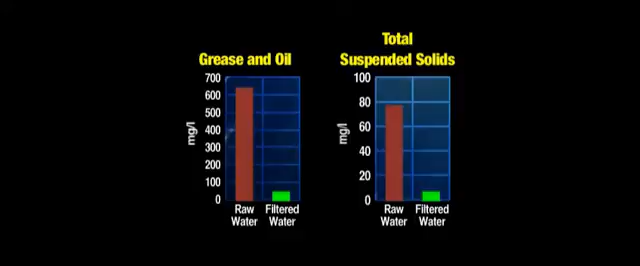 Grease and Oil
700
600
500
400
300
200
100
0
mg/l
Raw Water
Filtered Water
Total
Suspended Solids
100
80
60
40
20
0
mg/l
Raw Water
Filtered Water